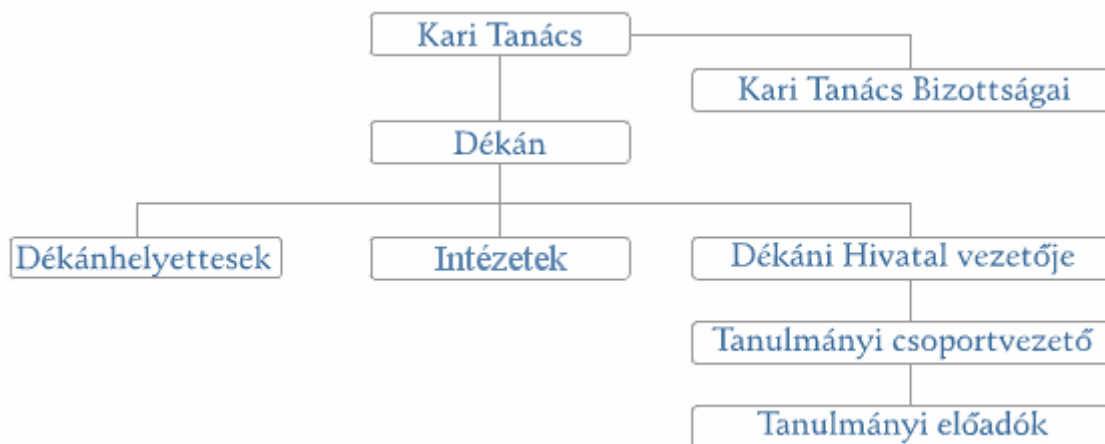 Kari Tanács
Kari Tanács Bizottságai
Dékán
Dékánhelyettesek
Intézetek
Dékáni Hivatal vezetője
Tanulmányi csoportvezető
Tanulmányi előadók